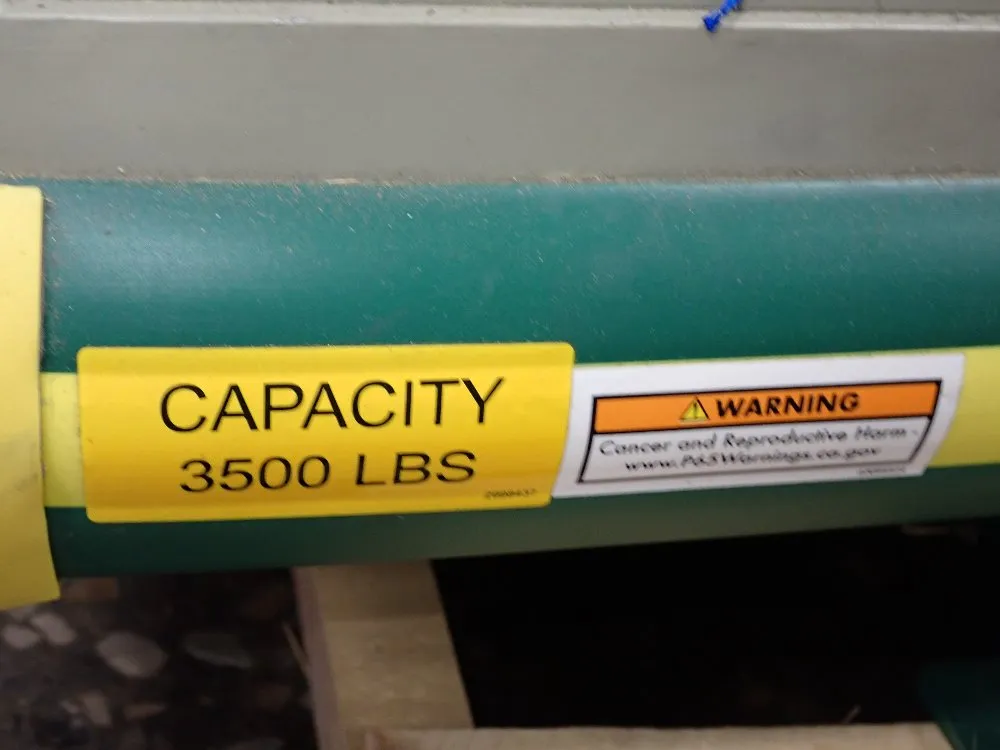 CAPACITY
3500 LBS
WARNING
Cancer and Reproductive Harm -
www.P65Warnings.ca.gov